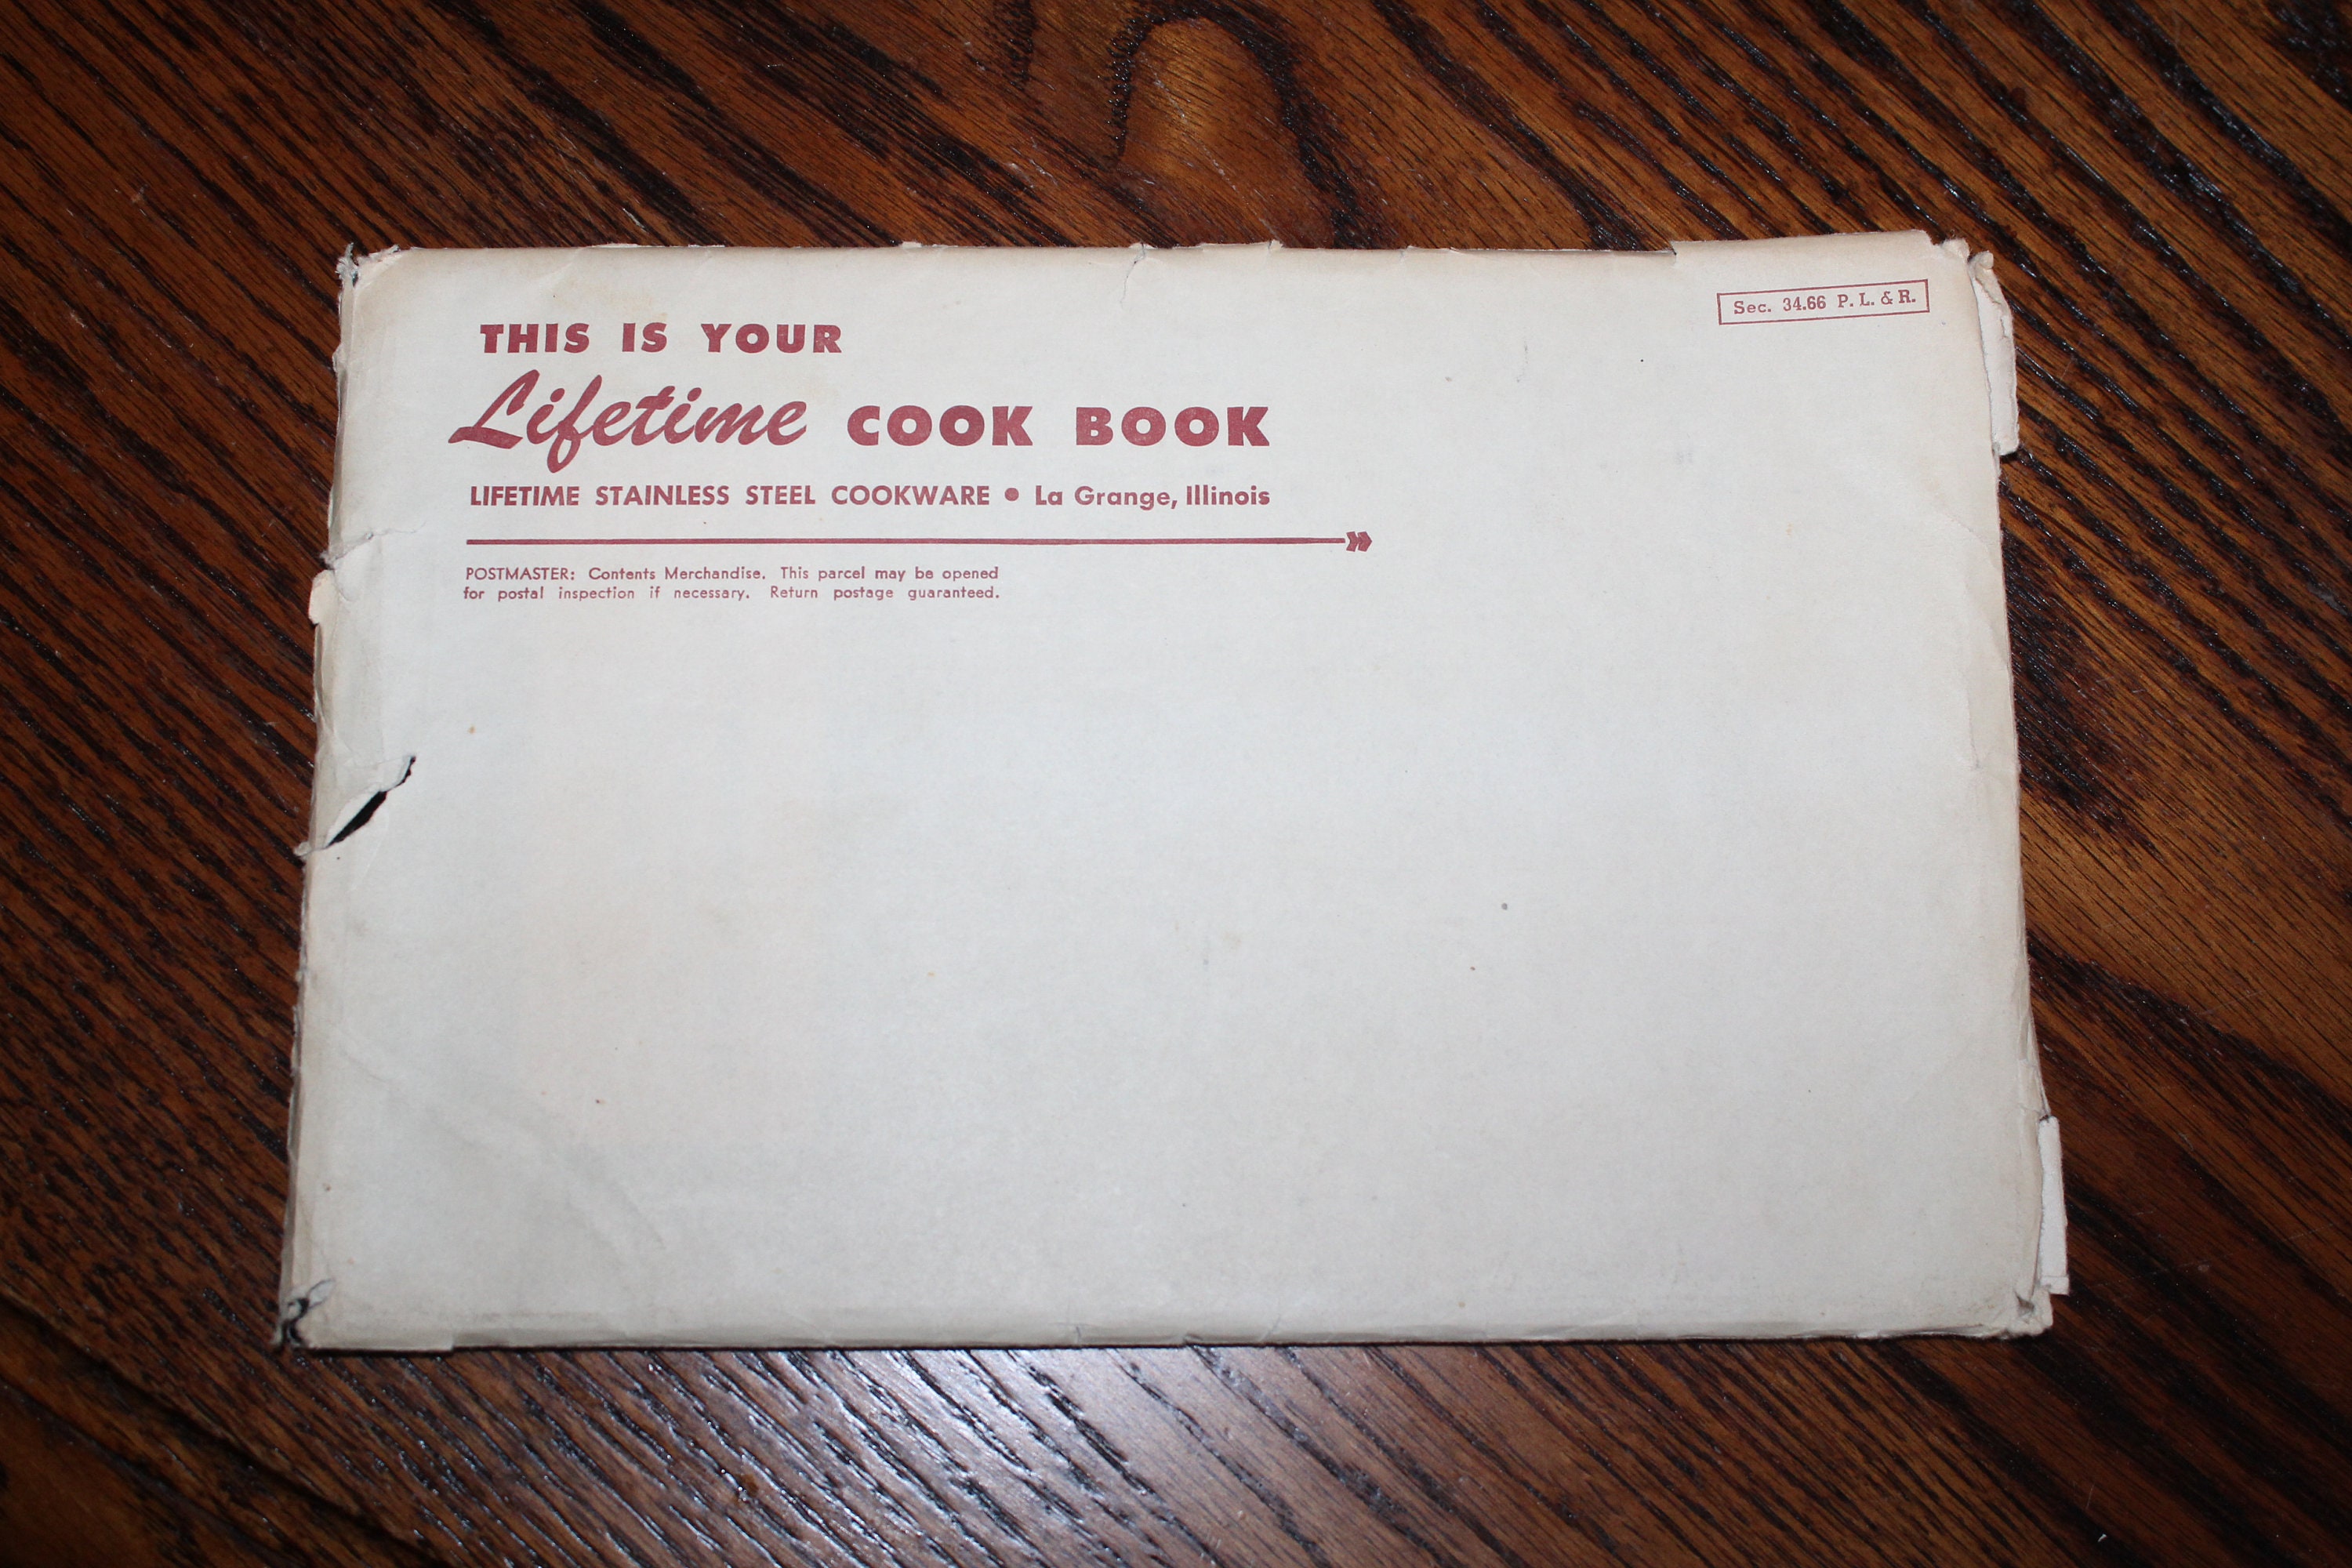 Sec. 34.66 P. L. & R.
THIS IS YOUR
Lifetime COOK BOOK
LIFETIME STAINLESS STEEL COOKWARE • La Grange, Illinois
POSTMASTER: Contents Merchandise. This parcel may be opened
for postal inspection if necessary. Return postage guaranteed.